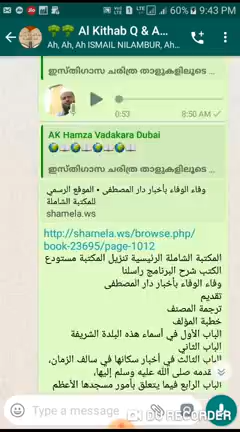 60% 9:43 PM
Al Kithab Q & A...
Ah, Ah, Ah ISMAIL NILAMBUR, Ah...
ഇസ്തിഗാസ ചരിത്ര താളുകളിലൂടെ ...
0:53
8:50 AM
AK Hamza Vadakara Dubai
ഇസ്തിഗാസ ചരിത്ര താളുകളിലൂടെ ...
وفاء الوفاء بأخبار دار المصطفى • الموقع الرسمي
للمكتبة الشاملة
shamela.ws
http://shamela.ws/browse.php/
book-23695/page-1012
المكتبة الشاملة الرئيسية تنزيل المكتبة مستودع
الكتب شرح البرنامج راسلنا
وفاء الوفاء بأخبار دار المصطفى
تقديم
ترجمة المصنف
خطبة المؤلف
الباب الأول في أسماء هذه البلدة الشريفة
الباب الثاني
الباب الثالث في أخبار سكانها في سالف الزمان،
قدمه صلى الله عليه وسلم إليها،
الباب الرابع فيما يتعلق بأمور مسجدها الأعظم
Type a message
DU RECORDER